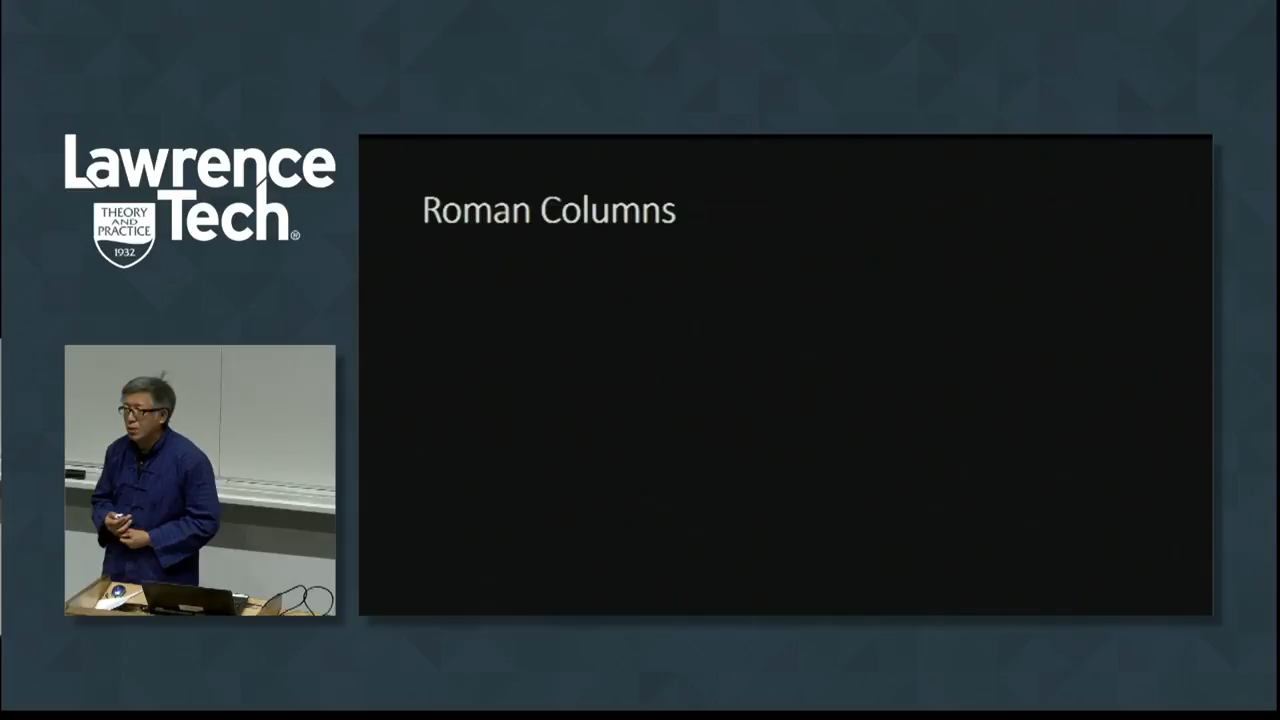 Lawrence
Tech®
THEORY
AND
PRACTICE
1932
Roman Columns